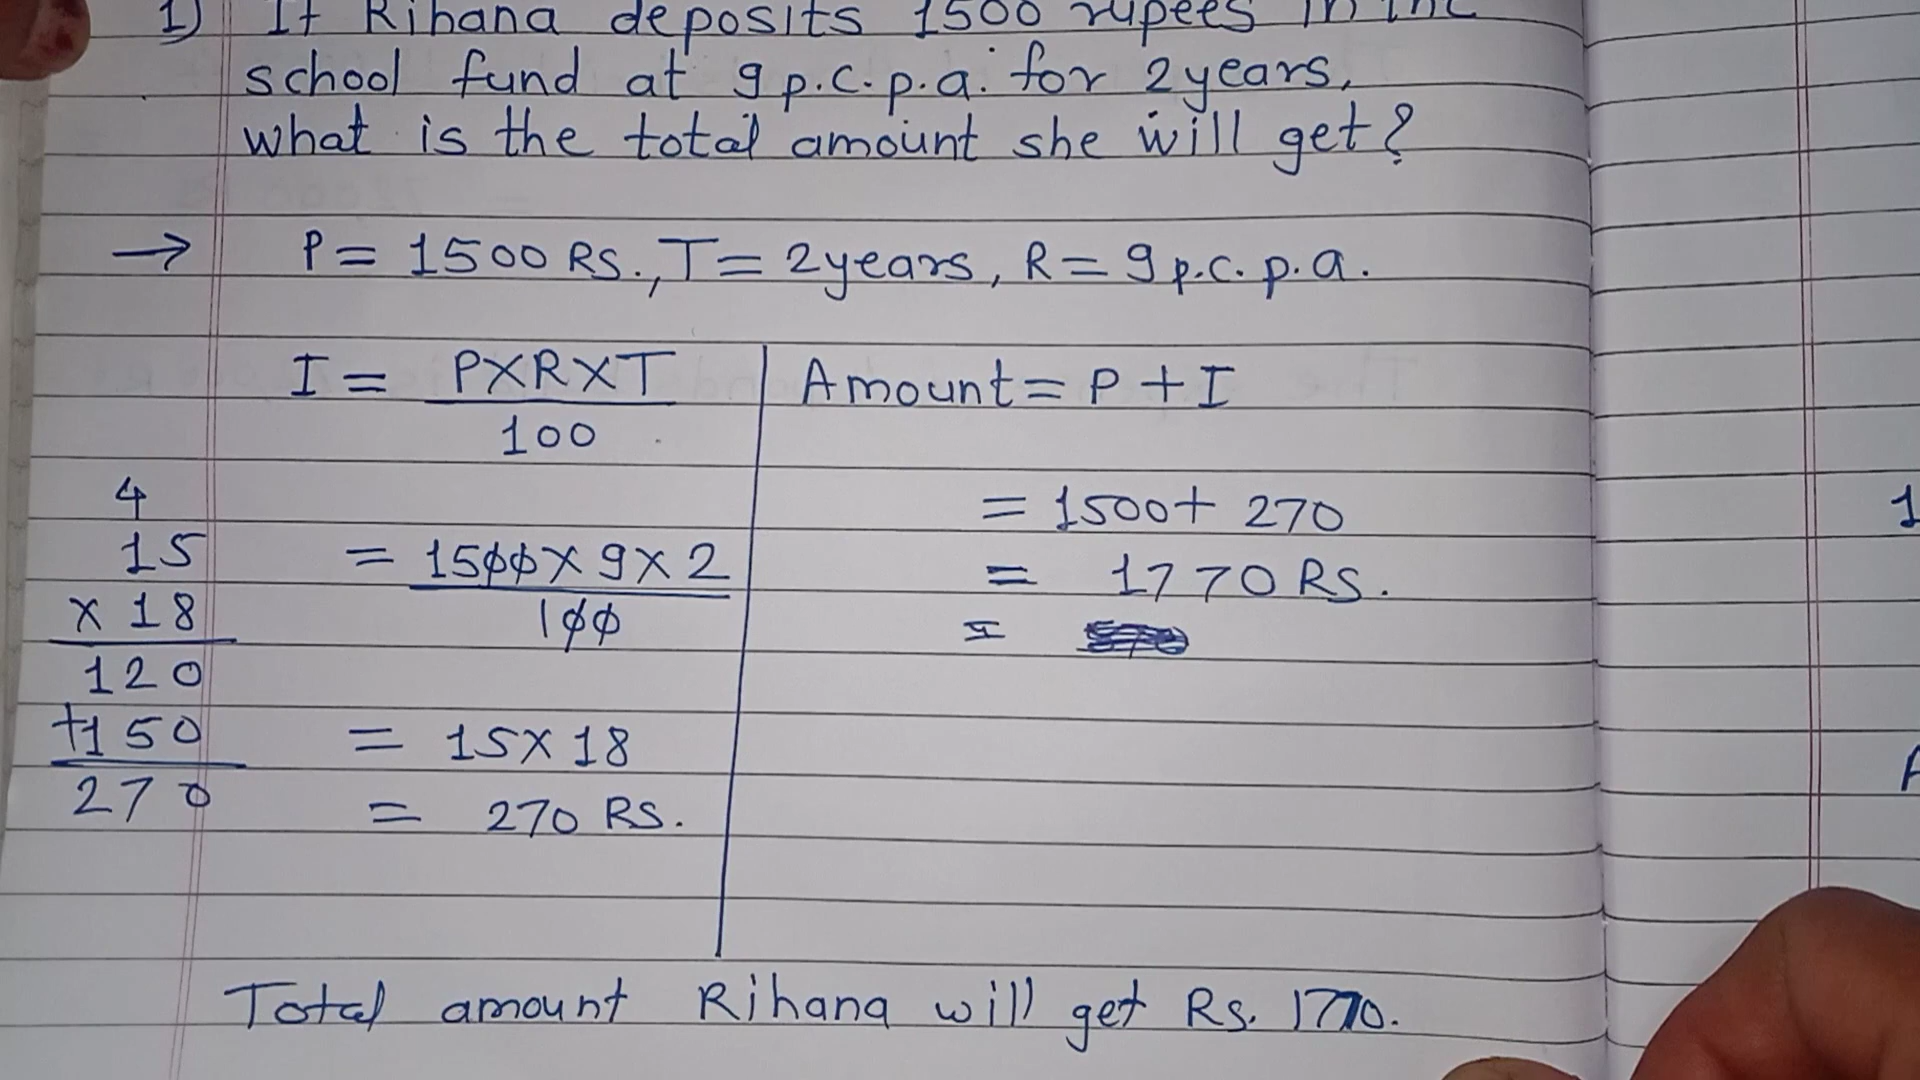 1) If Rihana deposits 1500 rupees in the
school fund at 9 p.c.p.a. for 2 years,
what is the total amount she will get?
→ P = 1500 RS., T = 2 years, R = 9 p.c.p.a.
I = P×R×T
100
= 1500 × 9 × 2
100
= 15 × 18
= 270 RS.
4
15
× 18
120
+150
270
Amount = P + I
= 1500 + 270
= 1770 RS.
=
Total amount Rihana will get Rs. 1770.
1